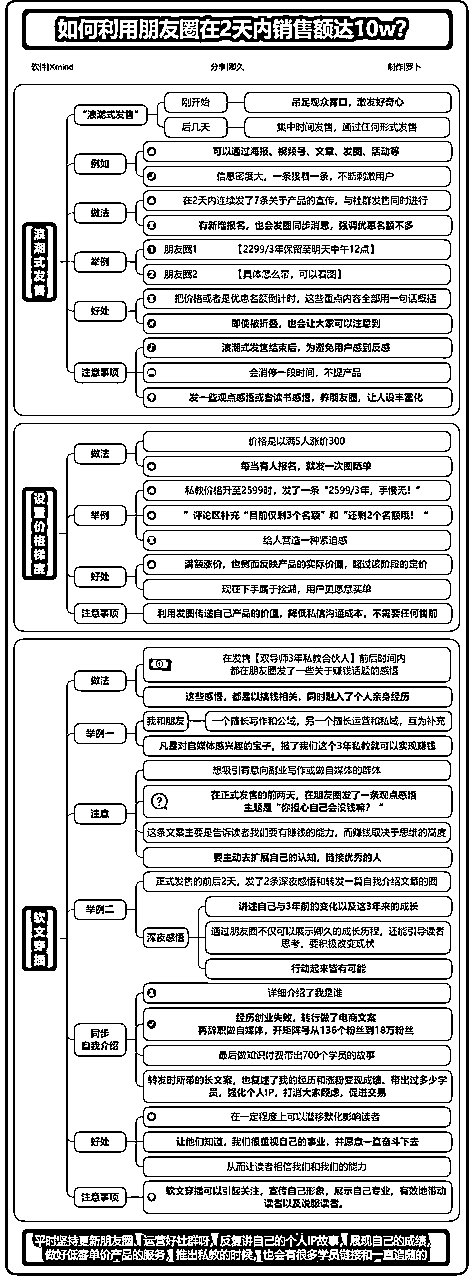 如何利用朋友圈在2天内销售额达10w？
软件|Xmind
分享|卿久
制作|萝卜
浪潮式发售
“浪潮式发售”
刚开始
吊足观众胃口，激发好奇心
后几天
集中时间发售，通过任何形式发售
例如
可以通过海报、视频号、文章、发圈、活动等
信息密度大，一条接着一条，不断刺激用户
做法
在2天内连续发了7条关于产品的宣传，与社群发售同时进行
有新增报名，也会发圈同步消息，强调优惠名额不多
举例
朋友圈1 【2299/3年保留至明天中午12点】
朋友圈2 【具体怎么带，可以看图】
好处
把价格或者是优惠名额倒计时，这些重点内容全部用一句话概括
即使被折叠，也会让大家可以注意到
注意事项
浪潮式发售结束后，为避免用户感到反感
会消停一段时间，不提产品
发一些观点感悟或者读书感悟，养朋友圈，让人设丰富化
设置价格梯度
做法
价格是以满5人涨价300
每当有人报名，就发一次圈晒单
举例
私教价格升至2599时，发了一条“2599/3年，手慢无！”
”评论区补充“目前仅剩3个名额”和“还剩2个名额哦！“
给人营造一种紧迫感
好处
满额涨价，也侧面反映产品的实际价值，超过该阶段的定价
现在下手属于捡漏，用户更愿意买单
注意事项
利用发圈传递自己产品的价值，降低私信沟通成本，不需要任何售前
软文穿插
做法
在发售【双导师3年私教合伙人】前后时间内
都在朋友圈发了一些关于赚钱话题的感悟
这些感悟，都是以搞钱相关，同时融入了个人亲身经历
举例一
我和朋友
一个擅长写作和公域，另一个擅长运营和私域，互为补充
凡是对自媒体感兴趣的宝子，报了我们这个3年私教就可以实现赚钱
注意
想吸引有意向副业写作或做自媒体的群体
在正式发售的前两天，在朋友圈发了一条观点感悟
主题是“你担心自己会没钱嘛？“
这条文案主要是告诉读者我们要有赚钱的能力，而赚钱取决于思维的高度
要主动去扩展自己的认知，链接优秀的人
举例二
正式发售的前后2天，发了2条深夜感悟和转发一篇自我介绍文章的圈
深夜感悟
讲述自己与3年前的变化以及这3年来的成长
通过朋友圈不仅可以展示卿久的成长历程，还能引导读者
思考，要积极改变现状
行动起来皆有可能
同步
自我介绍
详细介绍了我是谁
经历创业失败，转行做了电商文案
再辞职做自媒体，开矩阵号从136个粉丝到18万粉丝
最后做知识付费带出700个学员的故事
转发时所带的长文案，也复述了我的经历和涨粉变现成绩、带出过多少学
员，强化个人IP，打消大家顾虑，促进交易
好处
在一定程度上可以潜移默化影响读者
让他们知道，我们很重视自己的事业，并愿意一直奋斗下去
从而让读者相信我们和我们的能力
注意事项
软文穿插可以引起关注，宣传自己形象，展示自己专业，有效地带动
读者以及说服读者。
平时坚持更新朋友圈，运营好社群呀，反复讲自己的个人IP故事，展现自己的成绩，
做好低客单价产品的服务，推出私教的时候，也会有很多学员链接和一直追随的